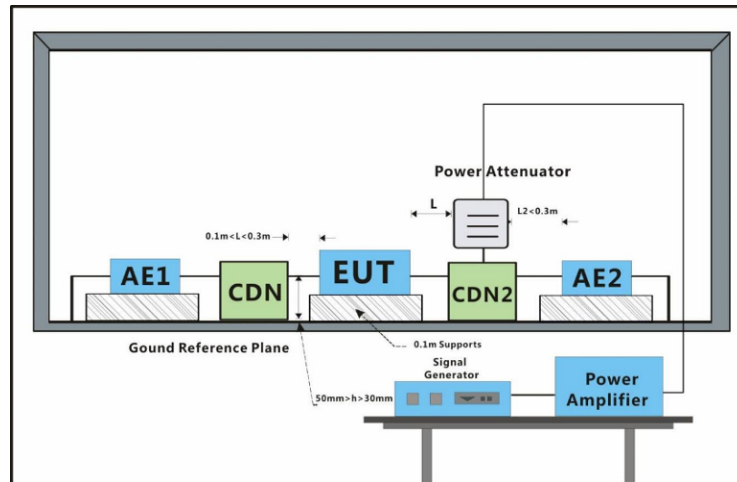 Power Attenuator
L
L2<0.3m
0.1m<L<0.3m
AE1
CDN
EUT
CDN2
AE2
Gound Reference Plane
0.1m Supports
50mm>h>30mm
Signal
Generator
Power
Amplifier